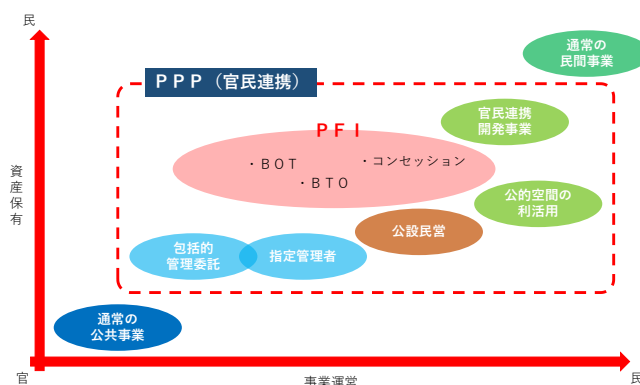 民
通常の
民間事業
ＰＰＰ（官民連携）
官民連携
開発事業
ＰＦＩ
・ＢＯＴ
・コンセッション
・ＢＴＯ
資産保有
公的空間の
利活用
公設民営
包括的
管理委託
指定管理者
通常の
公共事業
官
事業運営
民